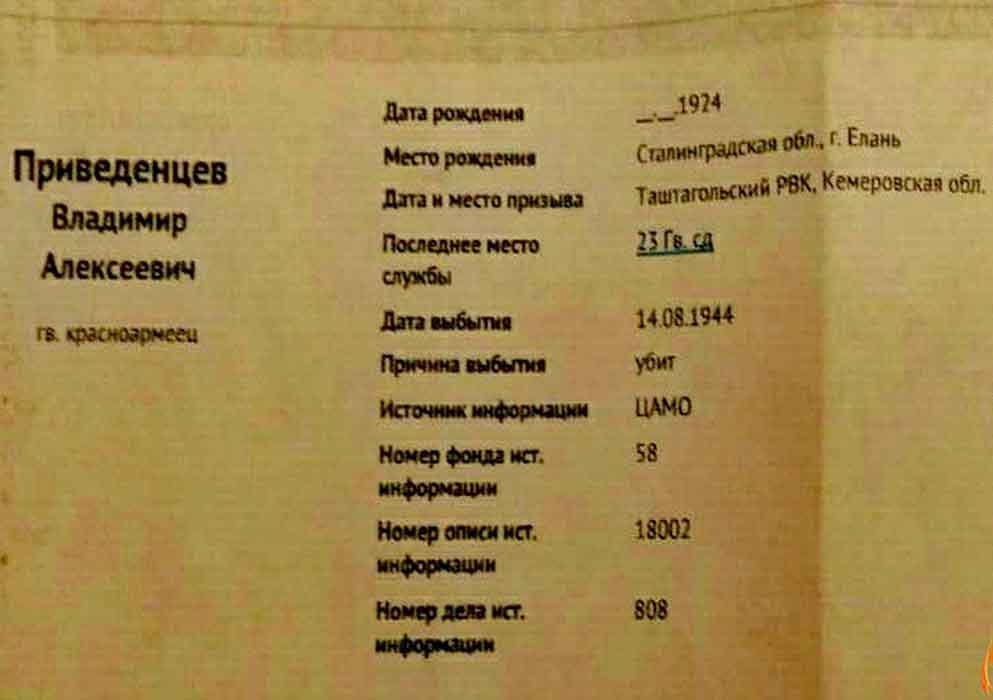 Приведенцев
Владимир
Алексеевич
гв. красноармеец
Дата рождения __.__.1924
Место рождения Сталинградская обл., г. Елань
Дата и место призыва Таштагольский РВК, Кемеровская обл.
Последнее место
службы 23 Гв. сд
Дата выбытия 14.08.1944
Причина выбытия убит
Источник информации ЦАМО
Номер фонда ист.
информации 58
Номер описи ист.
информации 18002
Номер дела ист.
информации 808